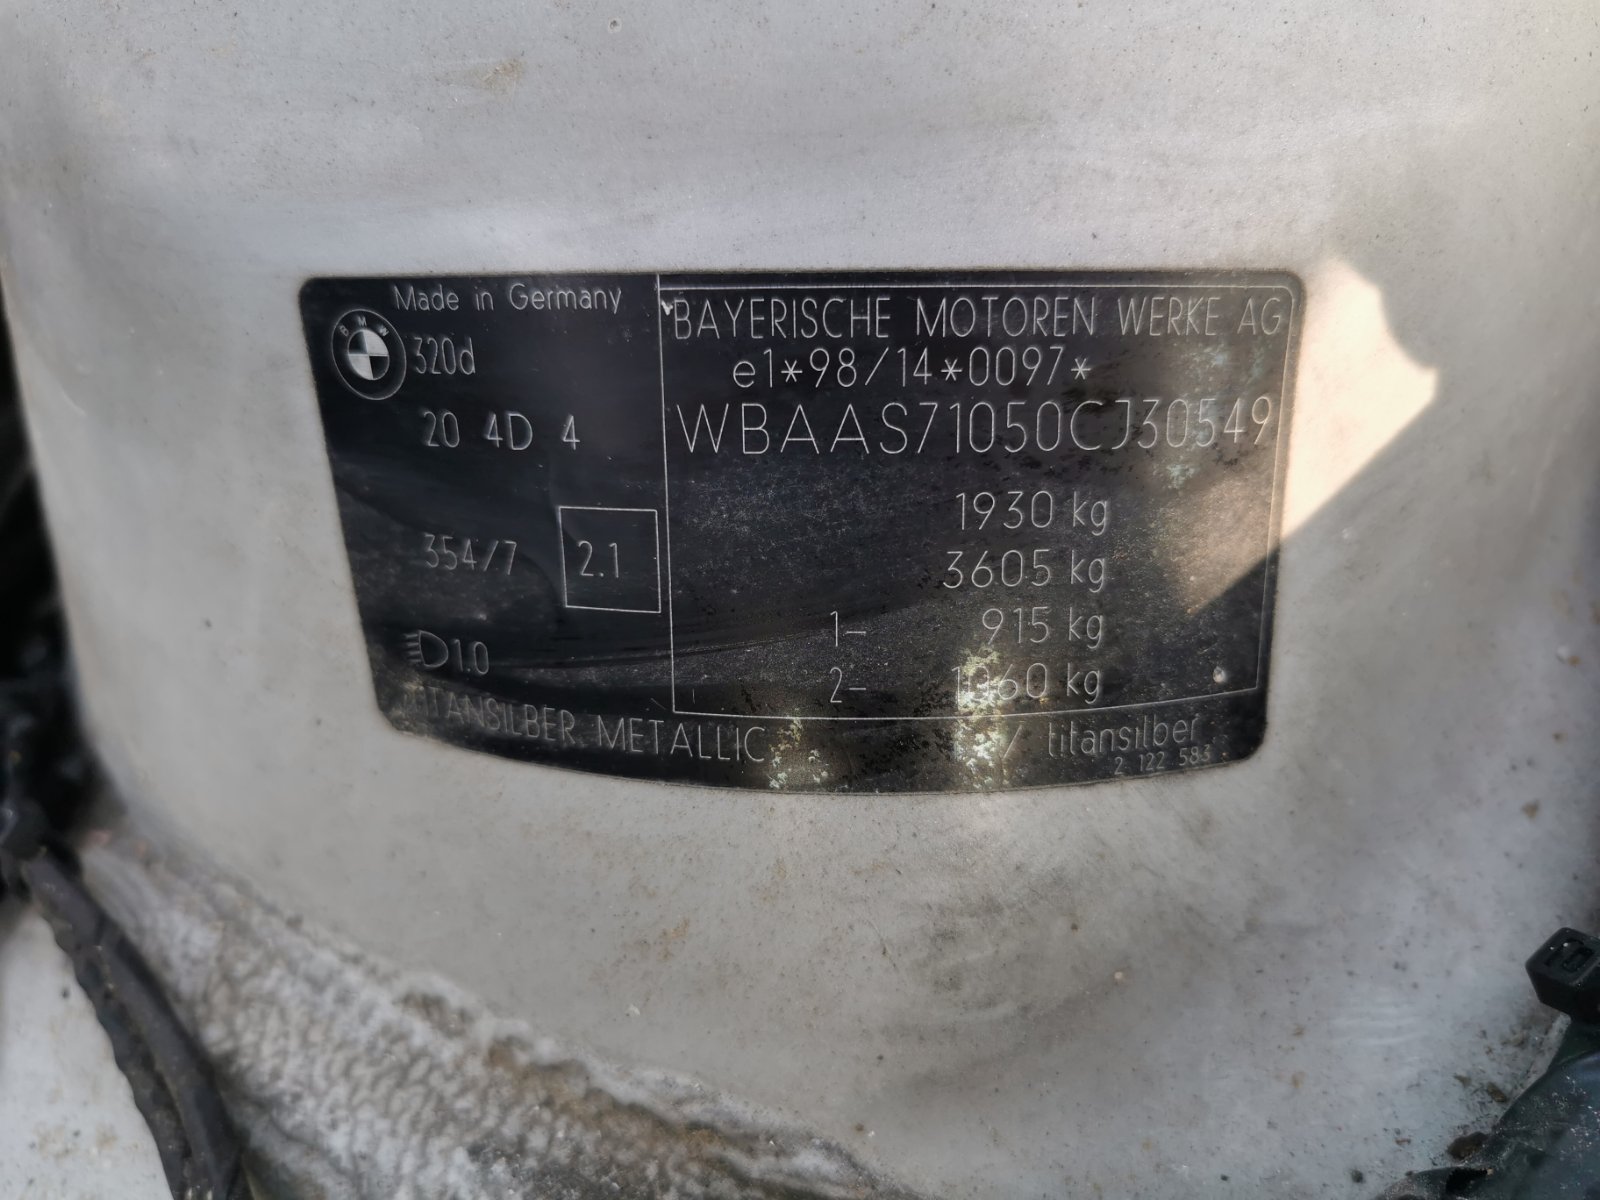 Made in Germany
BMW
320d
20 4D 4
354/7 2.1
D1.0
TITANSILBER METALLIC / titansilber
2 122 583
BAYERISCHE MOTOREN WERKE AG
e1*98/14*0097*
WBAAS71050CJ30549
1930 kg
3605 kg
1- 915 kg
2- 1060 kg